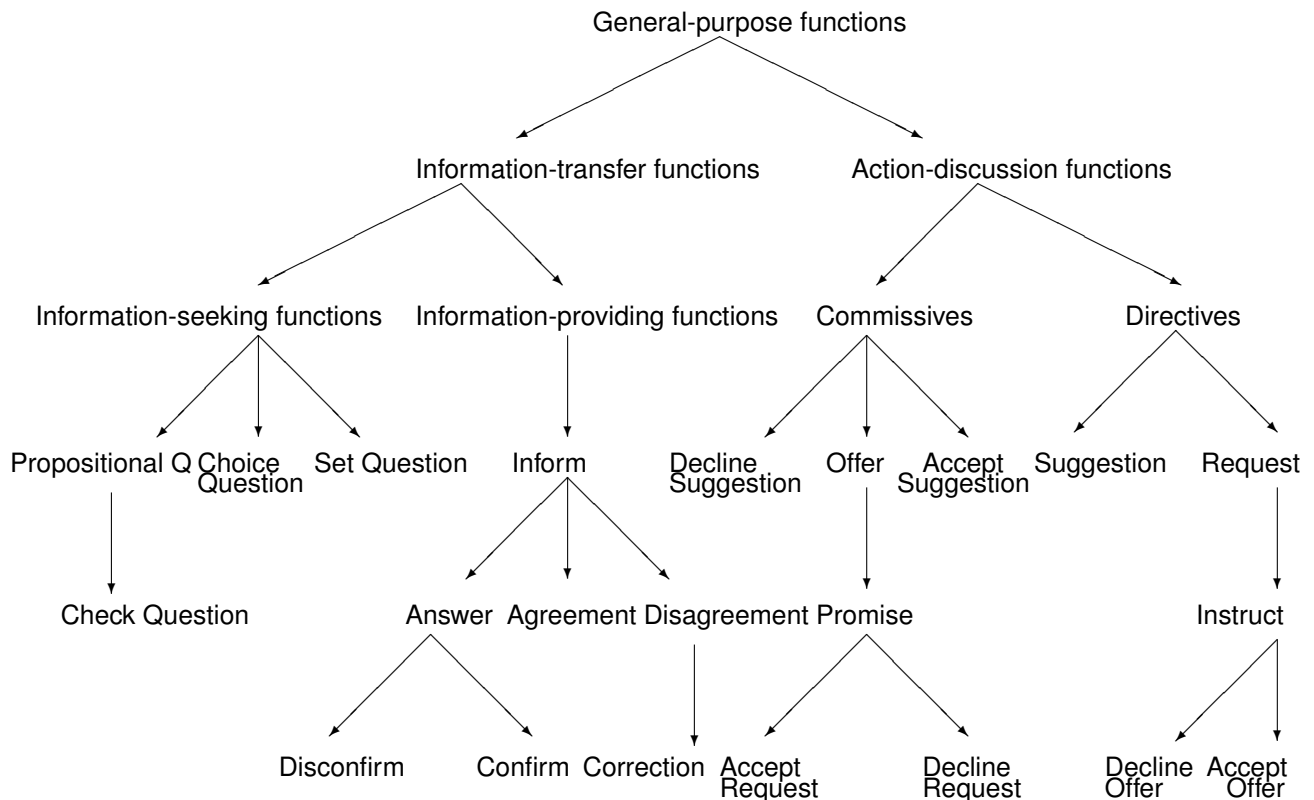 General-purpose functions
Information-transfer functions
Action-discussion functions
Information-seeking functions
Information-providing functions
Commissives
Directives
Propositional Q
Choice
Question
Set Question
Inform
Decline
Suggestion
Offer
Accept
Suggestion
Suggestion
Request
Check Question
Answer
Agreement
Disagreement
Promise
Instruct
Disconfirm
Confirm
Correction
Accept
Request
Decline
Request
Decline
Offer
Accept
Offer